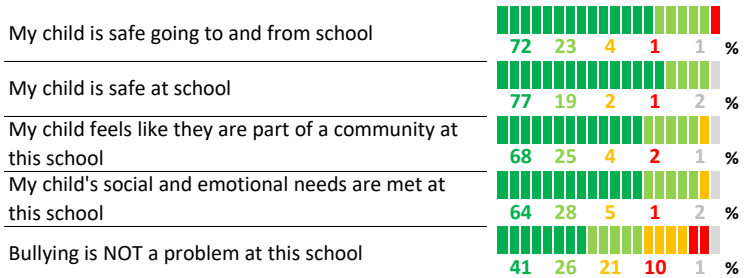 My child is safe going to and from school
72 23 4 1 1 %
My child is safe at school
77 19 2 1 2 %
My child feels like they are part of a community at
this school
68 25 4 2 1 %
My child's social and emotional needs are met at
this school
64 28 5 1 2 %
Bullying is NOT a problem at this school
41 26 21 10 1 %